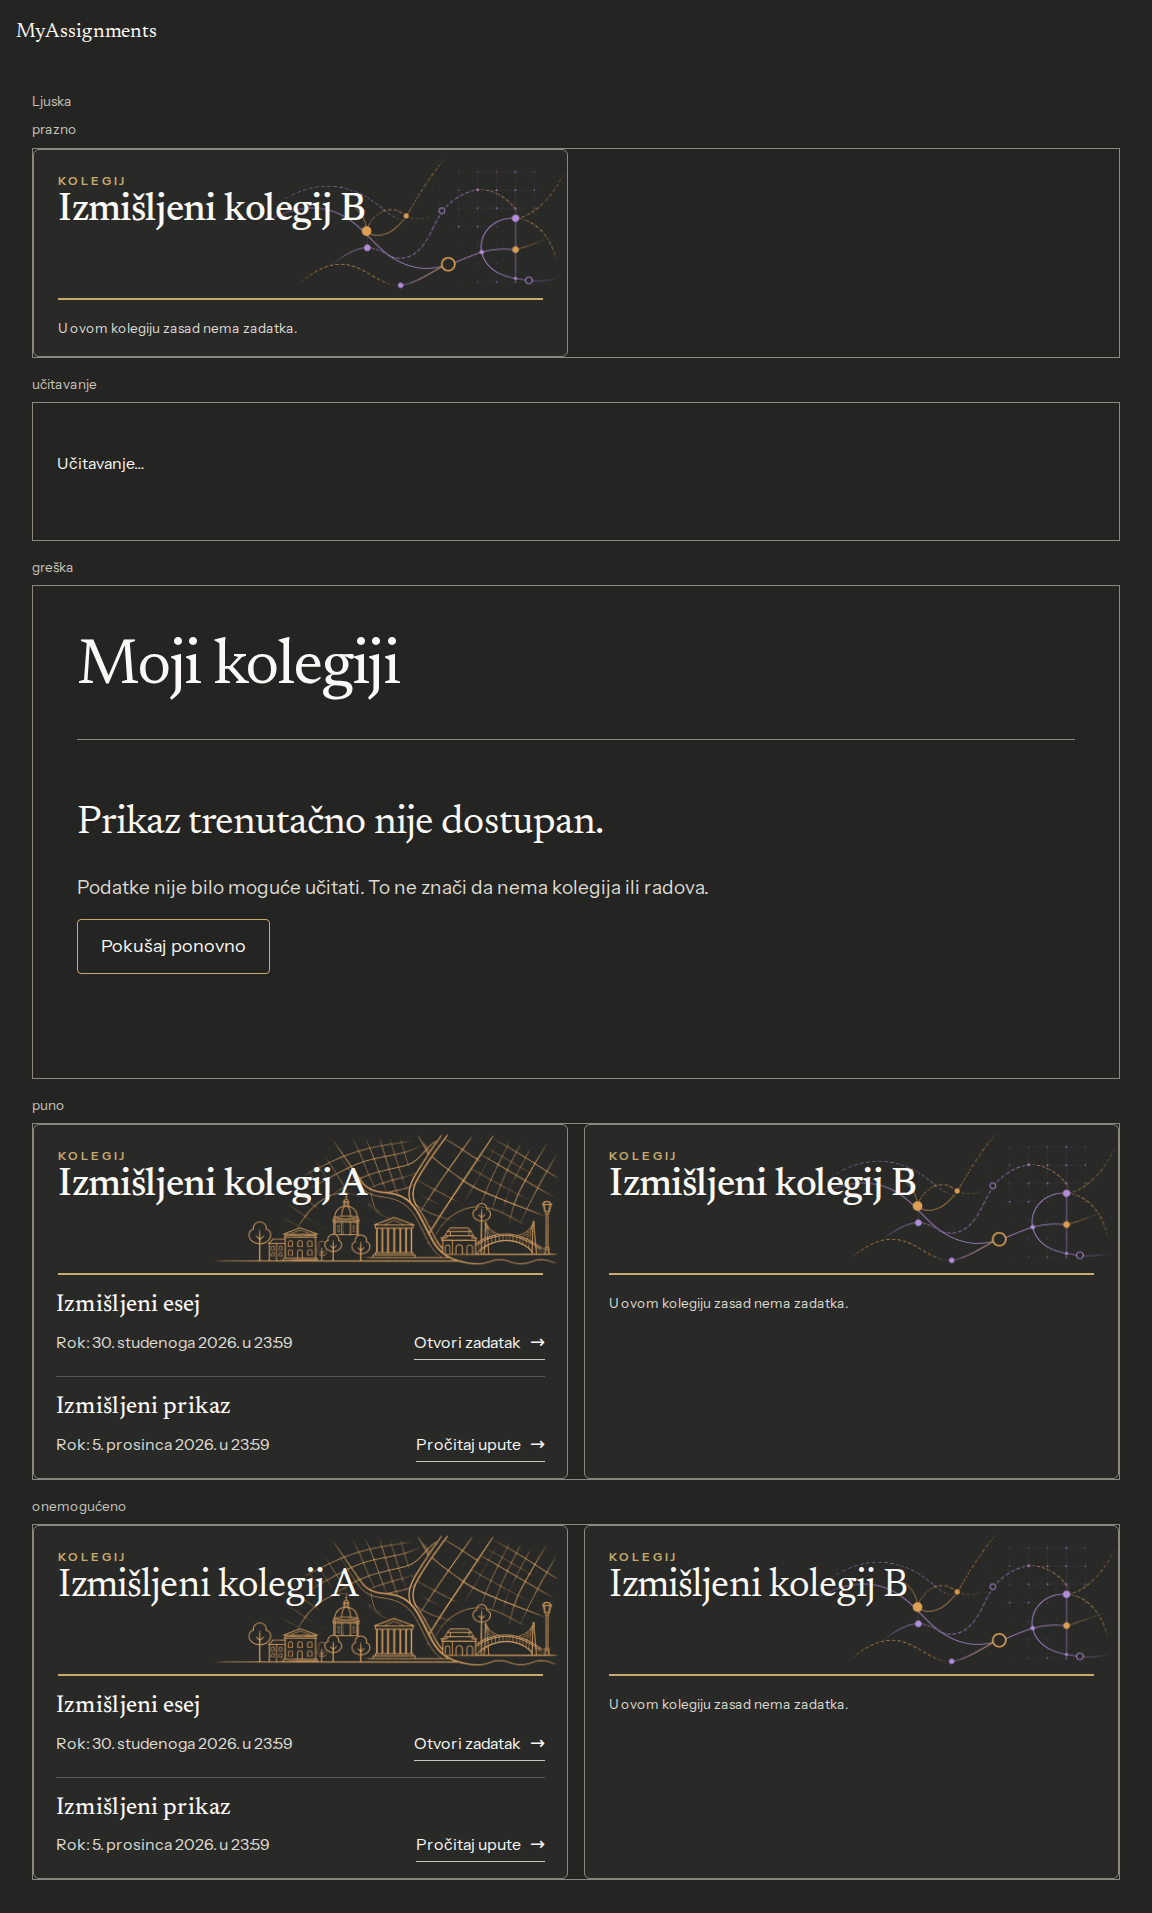 MyAssignments
Ljuska
prazno
KOLEGIJ
Izmišljeni kolegij B
U ovom kolegiju zasad nema zadatka.
učitavanje
Učitavanje...
greška
Moji kolegiji
Prikaz trenutačno nije dostupan.
Podatke nije bilo moguće učitati. To ne znači da nema kolegija ili radova.
Pokušaj ponovno
puno
KOLEGIJ
Izmišljeni kolegij A
Izmišljeni esej
Rok: 30. studenoga 2026. u 23:59
Otvori zadatak →
Izmišljeni prikaz
Rok: 5. prosinca 2026. u 23:59
Pročitaj upute →
KOLEGIJ
Izmišljeni kolegij B
U ovom kolegiju zasad nema zadatka.
onemogućeno
KOLEGIJ
Izmišljeni kolegij A
Izmišljeni esej
Rok: 30. studenoga 2026. u 23:59
Otvori zadatak →
Izmišljeni prikaz
Rok: 5. prosinca 2026. u 23:59
Pročitaj upute →
KOLEGIJ
Izmišljeni kolegij B
U ovom kolegiju zasad nema zadatka.